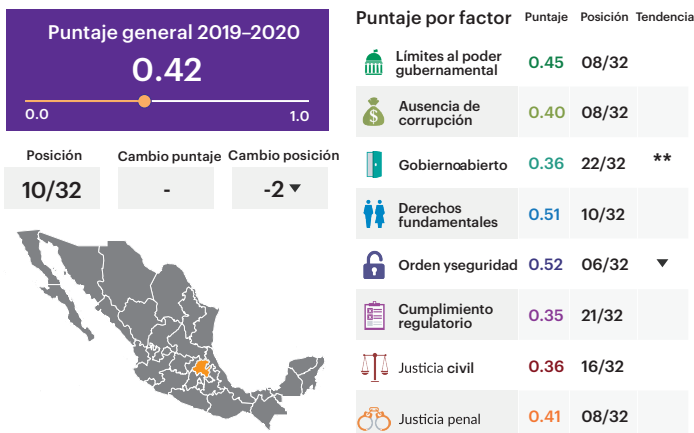 Puntaje general 2019–2020
0.42
0.0
1.0
Posición
Cambio puntaje
Cambio posición
10/32
-
-2 ▼
Puntaje por factor
Puntaje
Posición
Tendencia
Límites al poder
gubernamental
0.45
08/32
Ausencia de
corrupción
0.40
08/32
Gobiernoabierto
0.36
22/32
**
Derechos
fundamentales
0.51
10/32
Orden yseguridad
0.52
06/32
▼
Cumplimiento
regulatorio
0.35
21/32
Justicia civil
0.36
16/32
Justicia penal
0.41
08/32